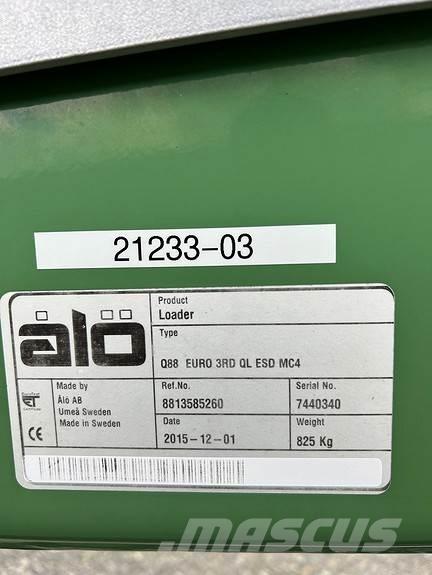 21233-03
ålö
Product
Loader
Type
Q88 EURO 3RD QL ESD MC4
Made by
Ålö AB
Umeå Sweden
Made in Sweden
Ref.No.
8813585260
Serial No.
7440340
CE
Date
2015-12-01
Weight
825 Kg
MASCUS